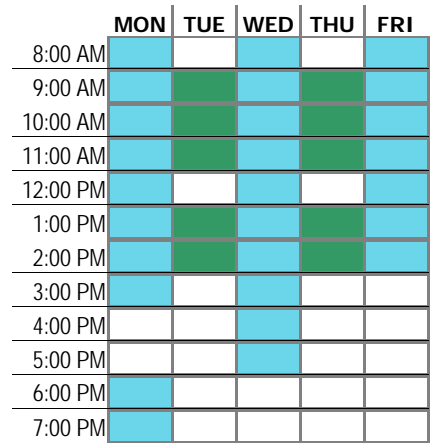 MON TUE WED THU FRI
8:00 AM
9:00 AM
10:00 AM
11:00 AM
12:00 PM
1:00 PM
2:00 PM
3:00 PM
4:00 PM
5:00 PM
6:00 PM
7:00 PM